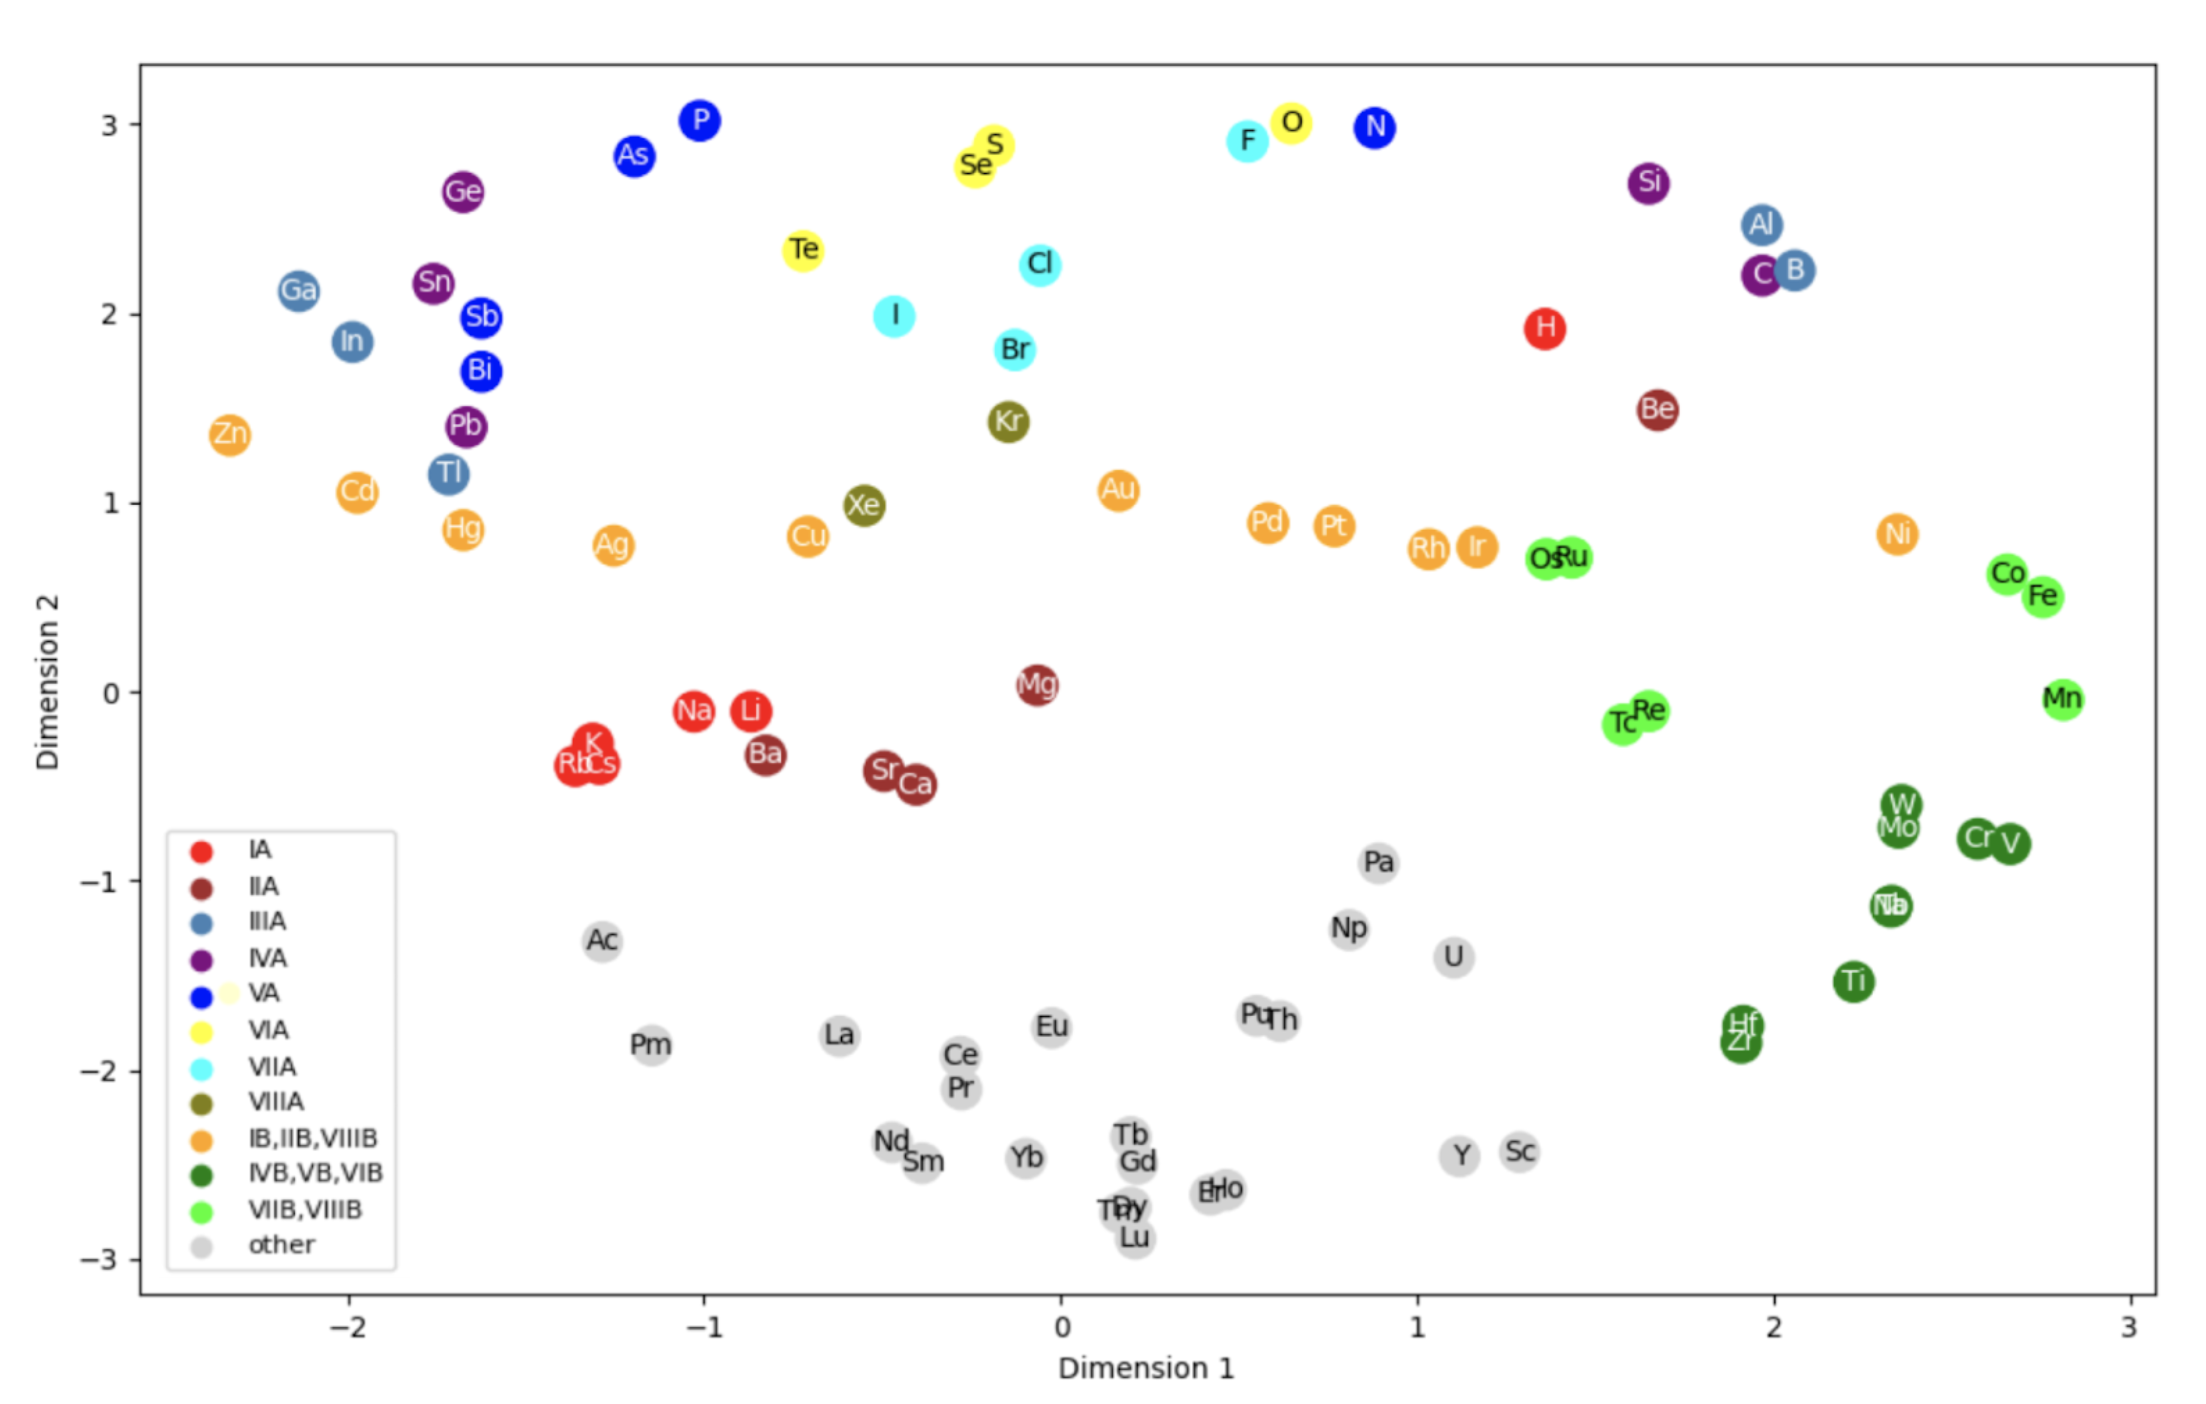 3
P
O
N
As
S
F
Se
Ge
Si
Te
Al
Cl
C
B
Sn
Ga
2
Sb
I
H
In
Br
Bi
Be
Kr
Pb
Zn
Tl
Cd
Au
1
Xe
Hg
Ag
Cu
Pd
Pt
Rh
Ir
Os
Ru
Ni
Co
Fe
Dimension 2
0
Mg
Na
Li
K
Rb
Cs
Ba
Sr
Ca
Tc
Re
Mn
W
Mo
Cr
V
−1
Pa
Np
U
Ac
Nb
Ti
Pm
La
Ce
Pr
Eu
Pu
Th
Hf
Zr
−2
Nd
Sm
Yb
Tb
Gd
Y
Sc
Er
Ho
Tm
Dy
Lu
−3
IA
IIA
IIIA
IVA
VA
VIA
VIIA
VIIIA
IB,IIB,VIIIB
IVB,VB,VIB
VIIB,VIIIB
other
−2 −1 0 1 2 3
Dimension 1